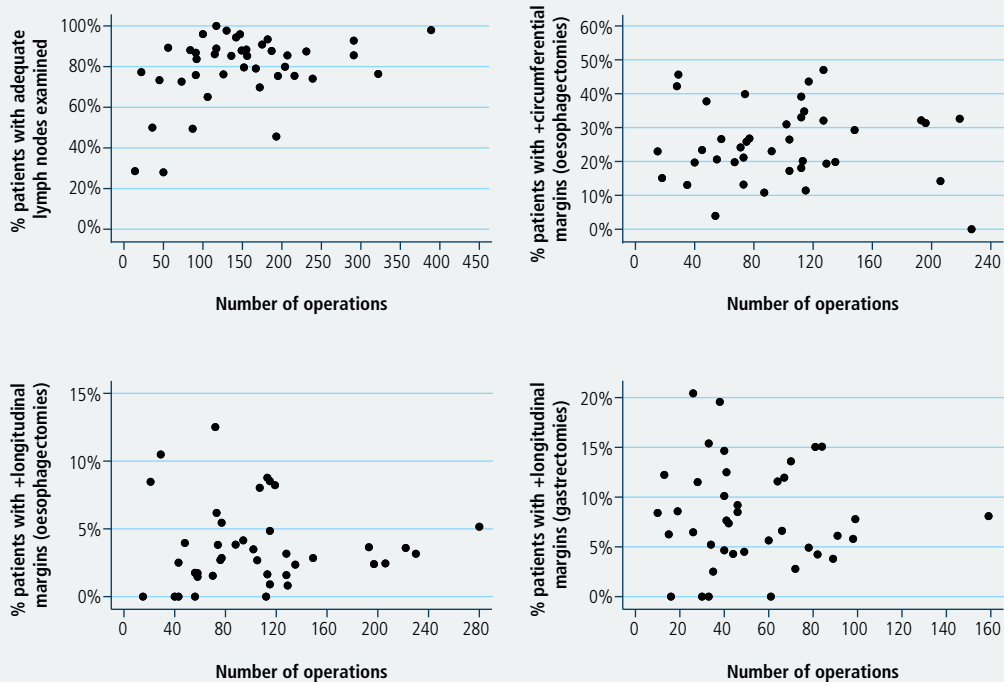 % patients with adequate
lymph nodes examined
100%
80%
60%
40%
20%
0%
0 50 100 150 200 250 300 350 400 450
Number of operations
% patients with +circumferential
margins (oesophagectomies)
60%
50%
40%
30%
20%
10%
0%
0 40 80 120 160 200 240
Number of operations
% patients with +longitudinal
margins (oesophagectomies)
15%
10%
5%
0%
0 40 80 120 160 200 240 280
Number of operations
% patients with +longitudinal
margins (gastrectomies)
20%
15%
10%
5%
0%
0 20 40 60 80 100 120 140 160
Number of operations